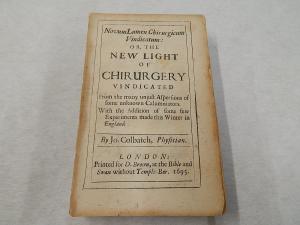 Novum Lumen Chirurgicum
Vindicatum:
OR, THE
NEW LIGHT
OF
CHIRURGERY
VINDICATED
From the many unjust Aspersions of
some unknown Calumniators.
With the Addition of some few
Experiments made this Winter in
England.
By Jo. Colbatch, Physician.
LONDON:
Printed for D. Brown, at the Bible and
Swan without Temple-Bar. 1695.